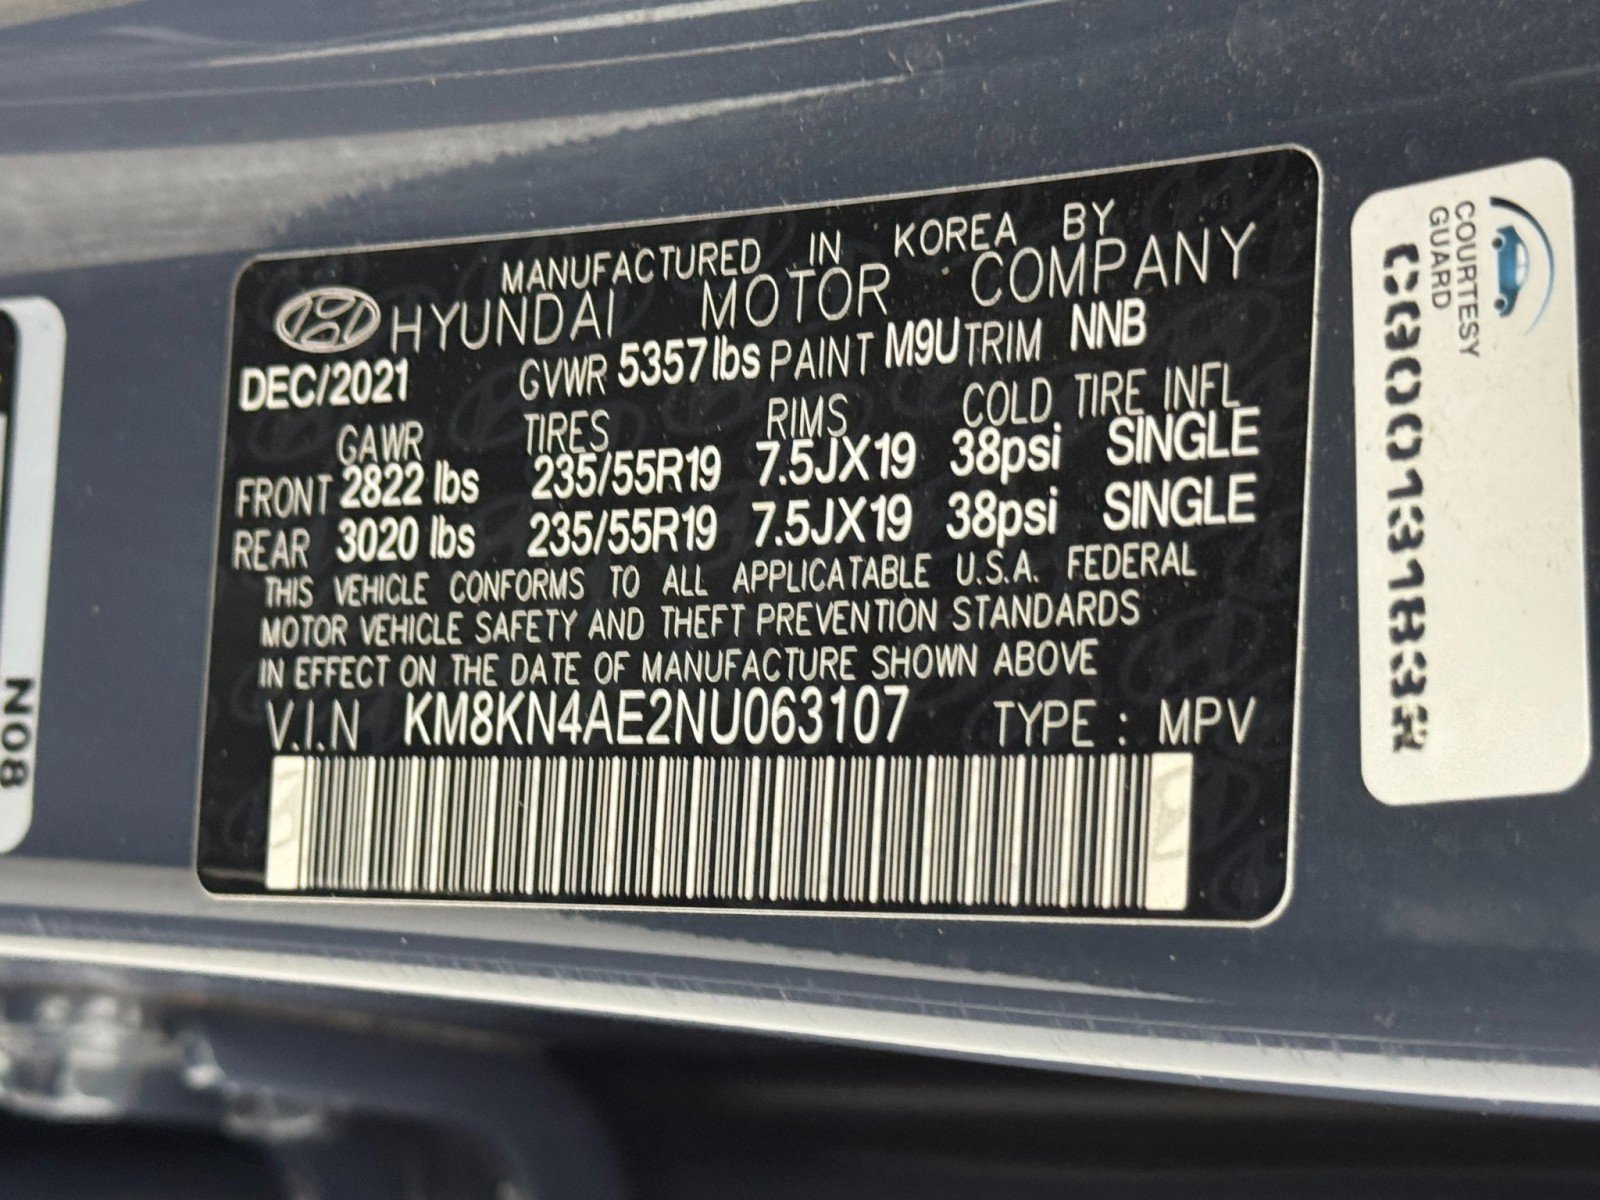 MANUFACTURED IN KOREA BY
HYUNDAI MOTOR COMPANY
DEC/2021 GVWR 5357lbs PAINT M9U TRIM NNB
GAWR TIRES RIMS COLD TIRE INFL
FRONT 2822 lbs 235/55R19 7.5JX19 38psi SINGLE
REAR 3020 lbs 235/55R19 7.5JX19 38psi SINGLE
THIS VEHICLE CONFORMS TO ALL APPLICATABLE U.S.A. FEDERAL
MOTOR VEHICLE SAFETY AND THEFT PREVENTION STANDARDS
IN EFFECT ON THE DATE OF MANUFACTURE SHOWN ABOVE
V.I.N KM8KN4AE2NU063107 TYPE : MPV
COURTESY
GUARD
N08